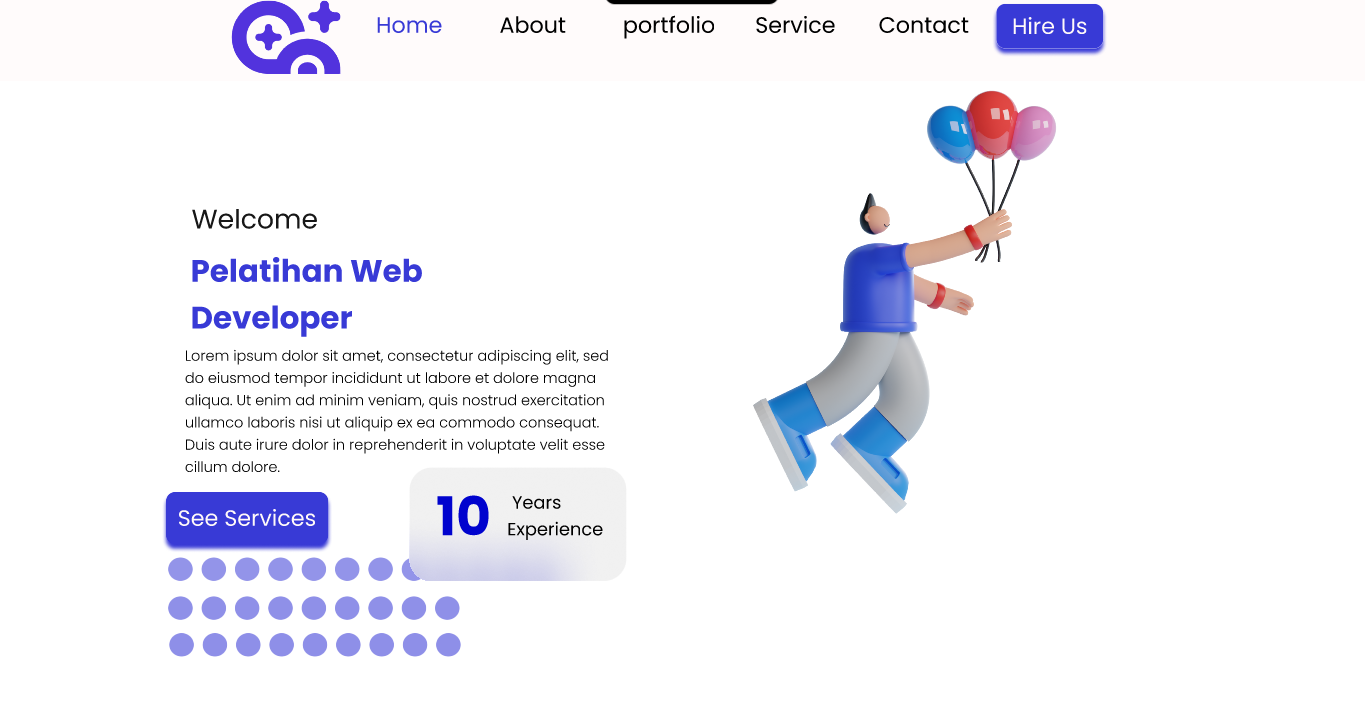 Home About portfolio Service Contact Hire Us
Welcome
Pelatihan Web
Developer
Lorem ipsum dolor sit amet, consectetur adipiscing elit, sed
do eiusmod tempor incididunt ut labore et dolore magna
aliqua. Ut enim ad minim veniam, quis nostrud exercitation
ullamco laboris nisi ut aliquip ex ea commodo consequat.
Duis aute irure dolor in reprehenderit in voluptate velit esse
cillum dolore.
See Services
10 Years
Experience